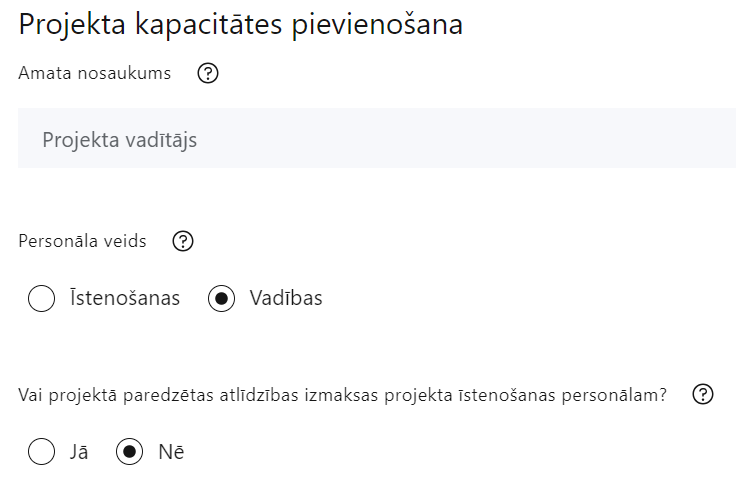 Projekta kapacitātes pievienošana
Amata nosaukums ?
Projekta vadītājs
Personāla veids ?
Īstenošanas Vadības
Vai projektā paredzētas atlīdzības izmaksas projekta īstenošanas personālam? ?
Jā Nē